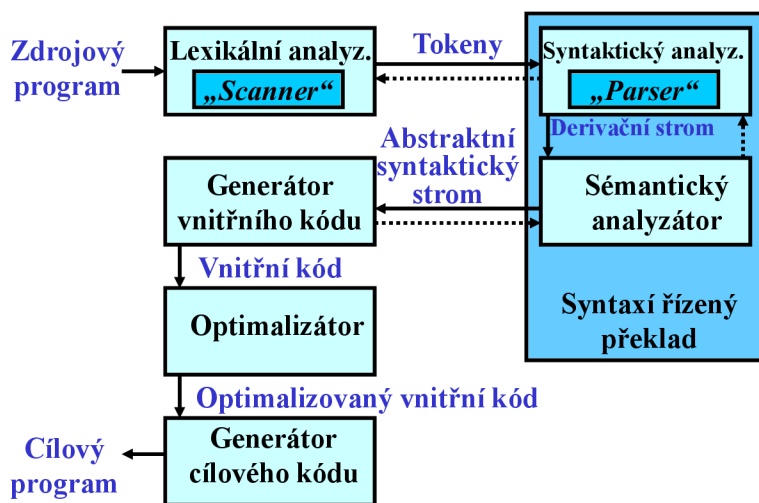 Zdrojový
program
Lexikální analyz.
„Scanner“
Tokeny
Syntaktický analyz.
„Parser“
Derivační strom
Abstraktní
syntaktický
strom
Generátor
vnitřního kódu
Sémantický
analyzátor
Vnitřní kód
Optimalizátor
Syntaxí řízený
překlad
Optimalizovaný vnitřní kód
Cílový
program
Generátor
cílového kódu